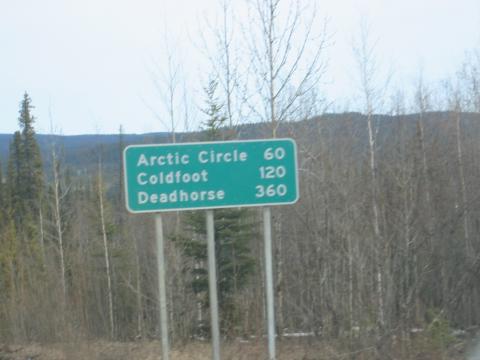 Arctic Circle 60
Coldfoot 120
Deadhorse 360